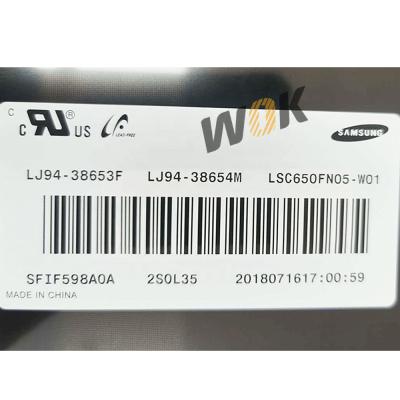 WOK
C
c UL ® US LEAD-FREE SAMSUNG
LJ94-38653F LJ94-38654M LSC650FN05-W01
SFIF598A0A 2S0L35 2018071617:00:59
MADE IN CHINA